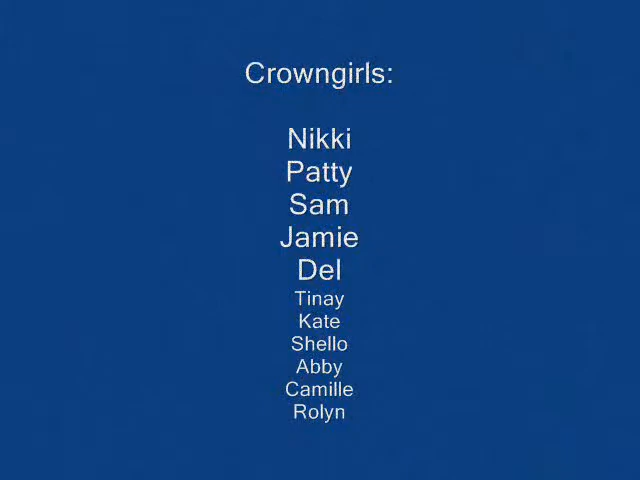 Crowngirls:
Nikki
Patty
Sam
Jamie
Del
Tinay
Kate
Shello
Abby
Camille
Rolyn